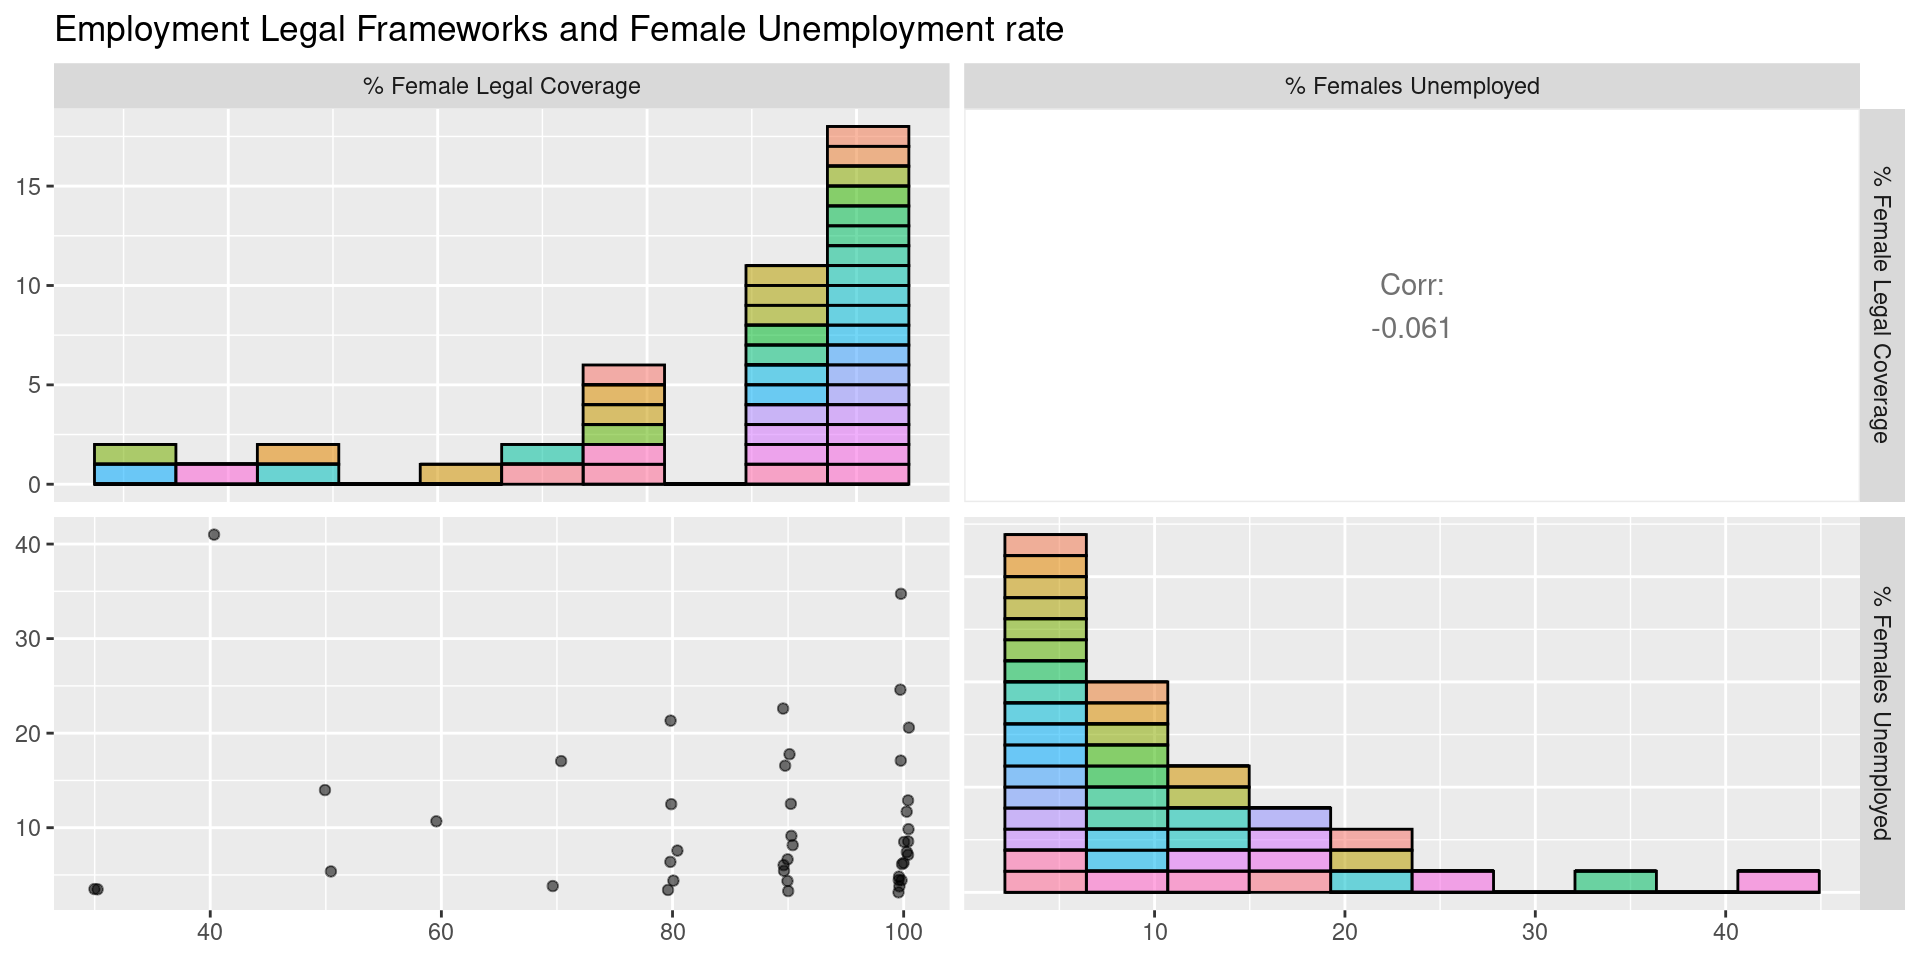 Employment Legal Frameworks and Female Unemployment rate
% Female Legal Coverage
% Females Unemployed
15
10
5
0
Corr:
-0.061
% Female Legal Coverage
40
30
20
10
% Females Unemployed
40
60
80
100
10
20
30
40